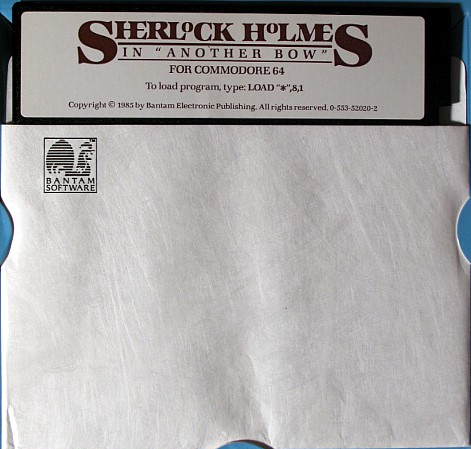 SHERLOCK HOLMES
IN "ANOTHER BOW"
FOR COMMODORE 64
To load program, type: LOAD "*",8,1
Copyright © 1985 by Bantam Electronic Publishing. All rights reserved. 0-553-52020-2
TM
BANTAM
SOFTWARE